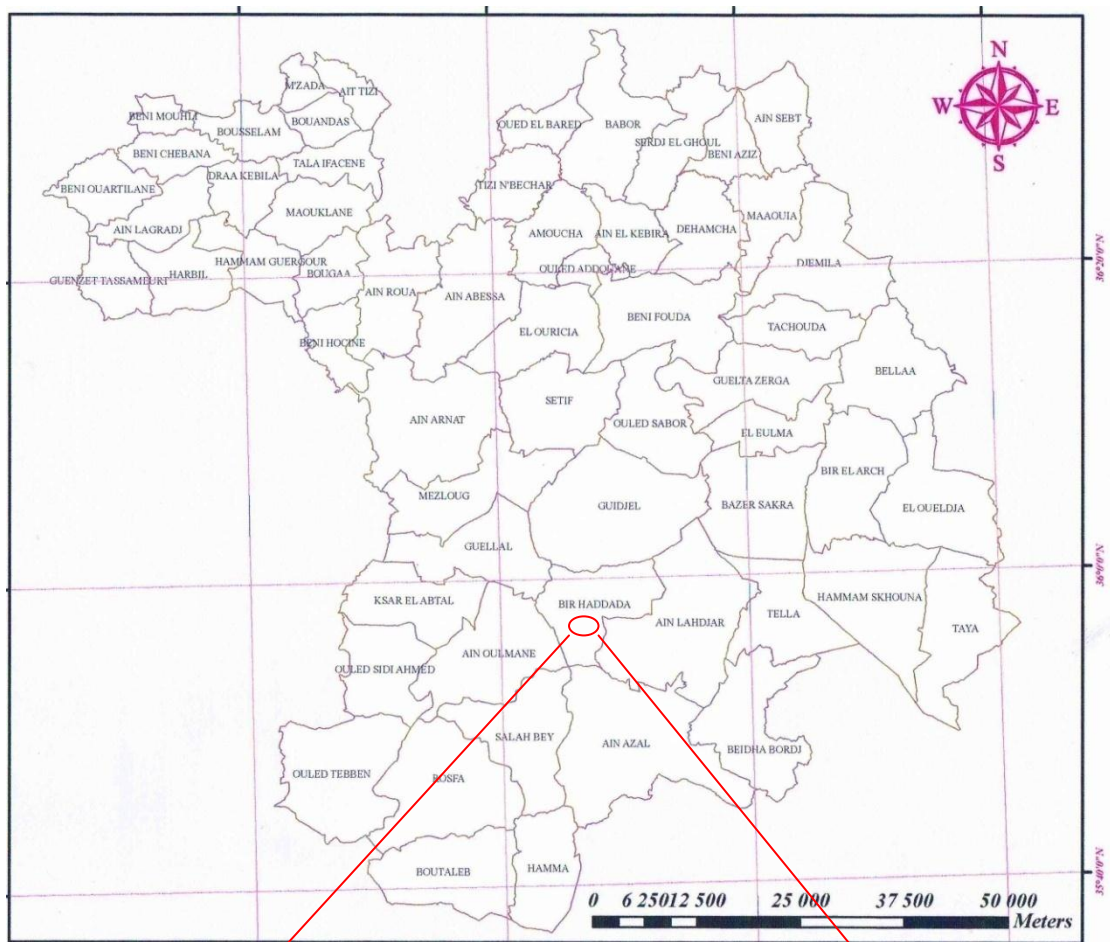 N
W E
S
M'ZADA
AIT TIZI
BENI MOUHLI
BOUSSELAM
BOUANDAS
OUED EL BARED
BABOR
AIN SEBT
SERDJ EL GHOUL
BENI AZIZ
BENI CHEBANA
DRAA KEBILA
TALA IFACENE
BENI OUARTILANE
TIZI N'BECHAR
MAOUKLANE
AIN LAGRADJ
AMOUCHA
AIN EL KEBIRA
DEHAMCHA
MAAOUIA
GUENZET TASSAMEURT
HARBIL
HAMMAM GUERGOUR
BOUGAA
OULED ADDOUANE
DJEMILA
36°20'0"N
AIN ROUA
AIN ABESSA
BENI HOCINE
EL OURICIA
BENI FOUDA
TACHOUDA
BELLAA
GUELTA ZERGA
AIN ARNAT
SETIF
OULED SABOR
EL EULMA
BIR EL ARCH
MEZLOUG
GUIDJEL
BAZER SAKRA
EL OUELDJA
GUELLAL
36°0'0"N
KSAR EL ABTAL
BIR HADDADA
AIN LAHDJAR
TELLA
HAMMAM SKHOUNA
TAYA
OULED SIDI AHMED
AIN OULMANE
SALAH BEY
AIN AZAL
BEIDHA BORDJ
OULED TEBBEN
ROSFA
BOUTALEB
HAMMA
35°40'0"N
0 6 250 12 500 25 000 37 500 50 000
Meters